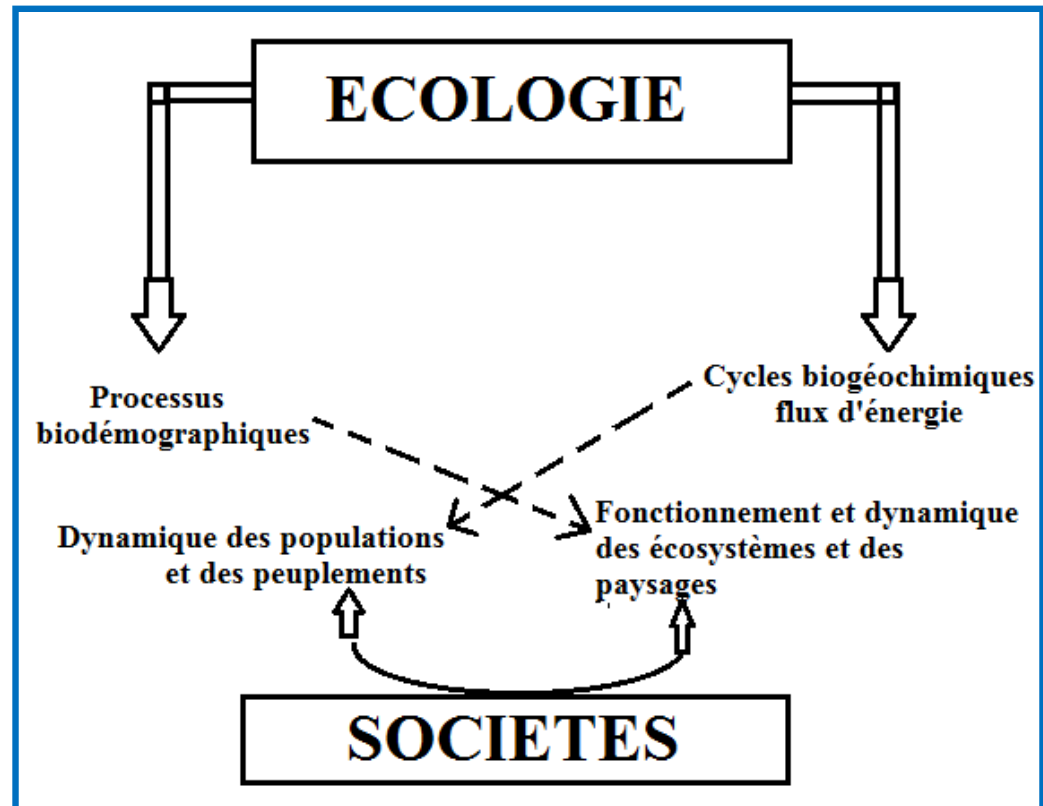 ECOLOGIE
Processus
biodémographiques
Cycles biogéochimiques
flux d'énergie
Dynamique des populations
et des peuplements
Fonctionnement et dynamique
des écosystèmes et des
paysages
SOCIETES